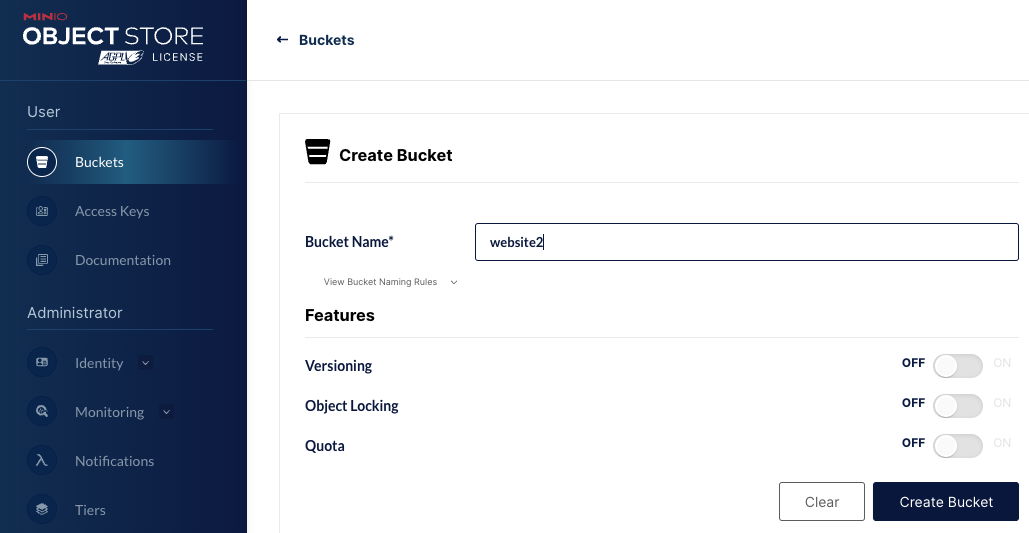 MINIO
OBJECT STORE
AGPLv3 LICENSE
User
Buckets
Access Keys
Documentation
Administrator
Identity
Monitoring
Notifications
Tiers
Buckets
Create Bucket
Bucket Name*
website2
View Bucket Naming Rules
Features
Versioning OFF ON
Object Locking OFF ON
Quota OFF ON
Clear Create Bucket